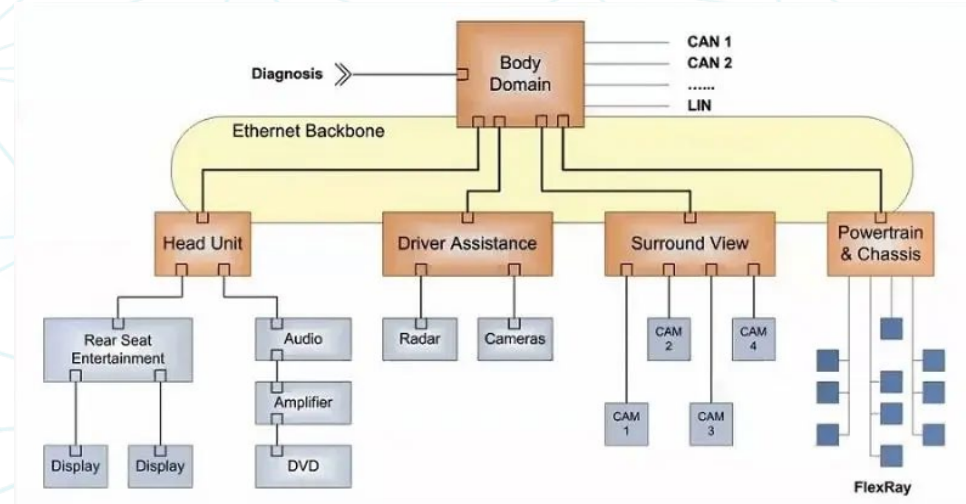 Diagnosis
Body
Domain
CAN 1
CAN 2
......
LIN
Ethernet Backbone
Head Unit
Driver Assistance
Surround View
Powertrain
& Chassis
Rear Seat
Entertainment
Audio
Radar
Cameras
CAM
2
CAM
4
Amplifier
CAM
1
CAM
3
Display
Display
DVD
FlexRay